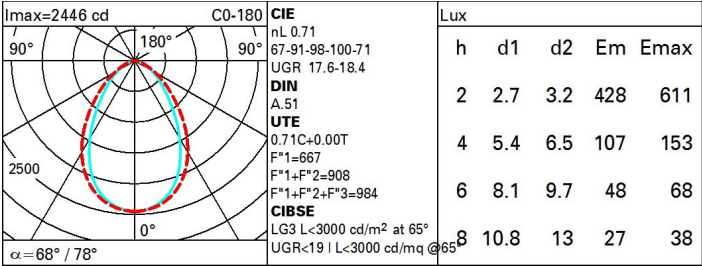 Imax=2446 cd C0-180
90° 180° 90°
2500
0°
α=68° / 78°
CIE
nL 0.71
67-91-98-100-71
UGR 17.6-18.4
DIN
A.51
UTE
0.71C+0.00T
F"1=667
F"1+F"2=908
F"1+F"2+F"3=984
CIBSE
LG3 L<3000 cd/m² at 65°
UGR<19 | L<3000 cd/mq @65°
Lux
h d1 d2 Em Emax
2 2.7 3.2 428 611
4 5.4 6.5 107 153
6 8.1 9.7 48 68
8 10.8 13 27 38